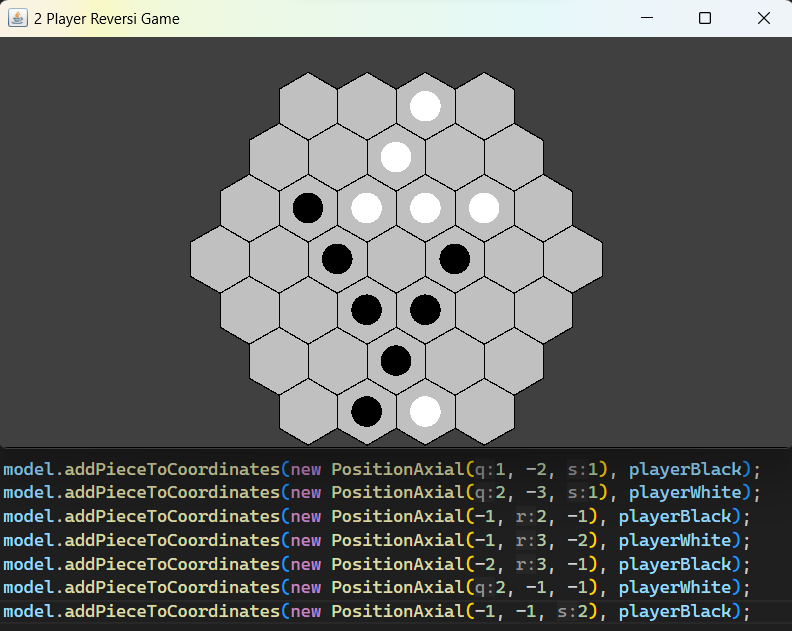 2 Player Reversi Game
model.addPieceToCoordinates(new PositionAxial(q:1, -2, s:1), playerBlack);
model.addPieceToCoordinates(new PositionAxial(q:2, -3, s:1), playerWhite);
model.addPieceToCoordinates(new PositionAxial(-1, r:2, -1), playerBlack);
model.addPieceToCoordinates(new PositionAxial(-1, r:3, -2), playerWhite);
model.addPieceToCoordinates(new PositionAxial(-2, r:3, -1), playerBlack);
model.addPieceToCoordinates(new PositionAxial(q:2, -1, -1), playerWhite);
model.addPieceToCoordinates(new PositionAxial(-1, -1, s:2), playerBlack);